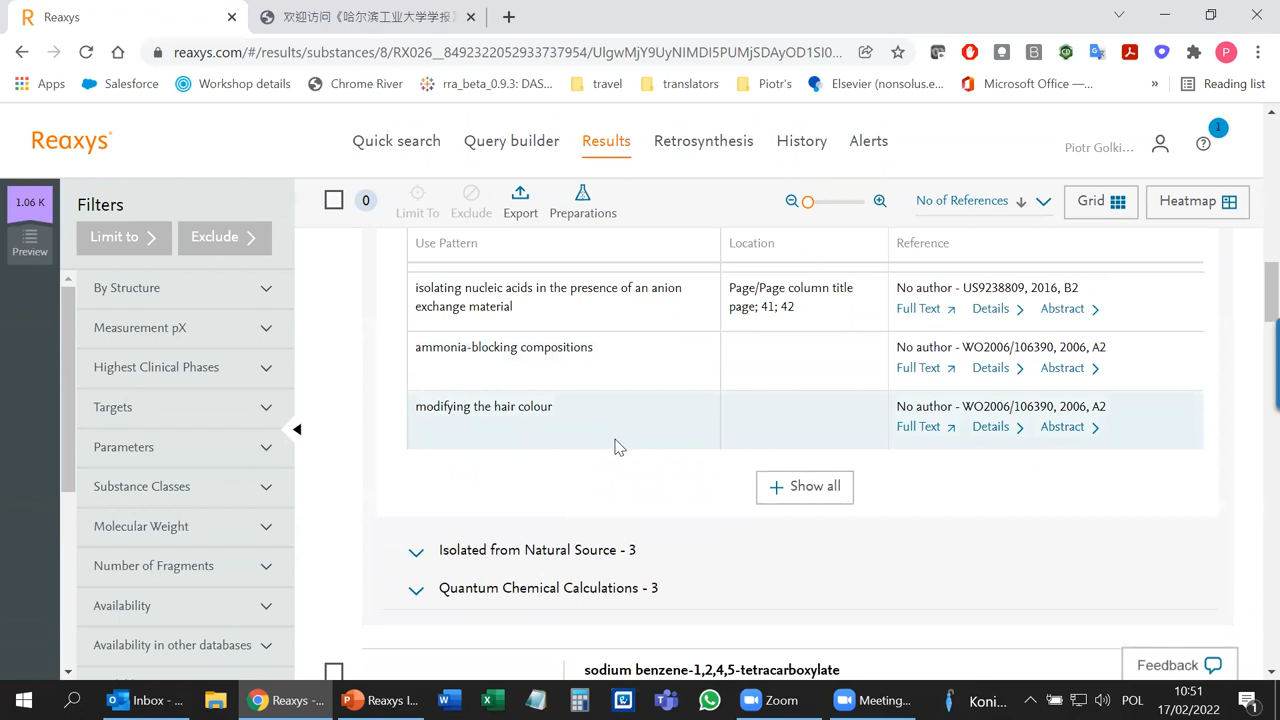 Reaxys
欢迎访问《哈尔滨工业大学学报
reaxys.com/#/results/substances/8/RX026__8492322052933737954/UlgwMjY9UyNIMDI5PUMjSDAyOD1SI0...
Apps
Salesforce
Workshop details
Chrome River
rra_beta_0.9.3: DAS...
travel
translators
Piotr's
Elsevier (nonsolus.e...
Microsoft Office —...
»
Reading list
P
Reaxys
Quick search
Query builder
Results
Retrosynthesis
History
Alerts
Piotr Golki...
1
1.06 K
Preview
Filters
Limit to
Exclude
0
Limit To
Exclude
Export
Preparations
No of References
Grid
Heatmap
By Structure
Measurement pX
Highest Clinical Phases
Targets
Parameters
Substance Classes
Molecular Weight
Number of Fragments
Availability
Availability in other databases
Use Pattern
Location
Reference
isolating nucleic acids in the presence of an anion
exchange material
Page/Page column title
page; 41; 42
No author - US9238809, 2016, B2
Full Text
Details
Abstract
ammonia-blocking compositions
No author - WO2006/106390, 2006, A2
Full Text
Details
Abstract
modifying the hair colour
No author - WO2006/106390, 2006, A2
Full Text
Details
Abstract
Show all
Isolated from Natural Source - 3
Quantum Chemical Calculations - 3
sodium benzene-1,2,4,5-tetracarboxylate
Feedback
Inbox - ...
Reaxys -...
Reaxys I...
Zoom
Meeting...
Koni...
POL
10:51
17/02/2022
1